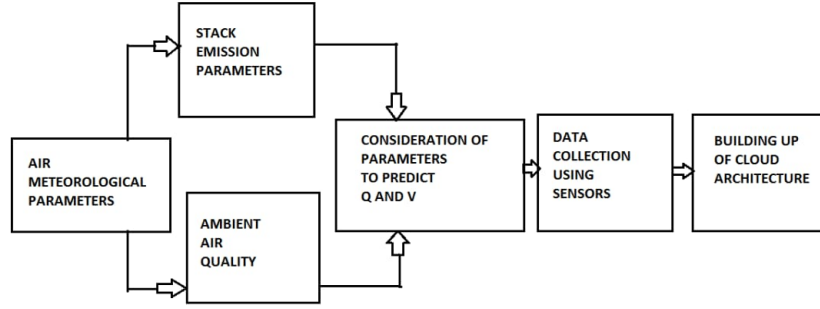 STACK
EMISSION
PARAMETERS
AIR
METEOROLOGICAL
PARAMETERS
AMBIENT
AIR
QUALITY
CONSIDERATION OF
PARAMETERS
TO PREDICT
Q AND V
DATA
COLLECTION
USING
SENSORS
BUILDING UP
OF CLOUD
ARCHITECTURE